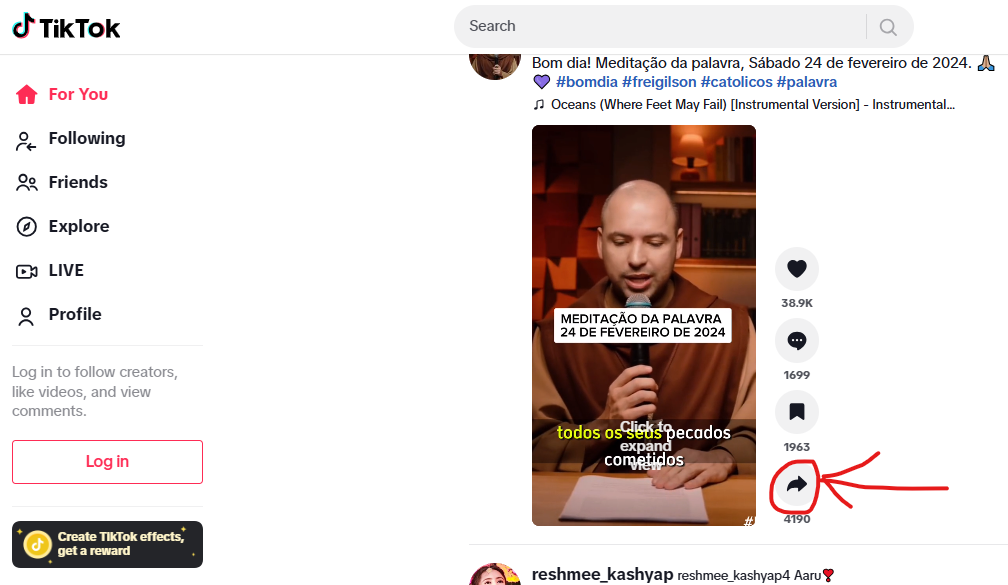 TikTok
Search
For You
Following
Friends
Explore
LIVE
Profile
Log in to follow creators,
like videos, and view
comments.
Log in
Create TikTok effects,
get a reward
Bom dia! Meditação da palavra, Sábado 24 de fevereiro de 2024. 🙏🏽
💜 #bomdia #freigilson #catolicos #palavra
♫ Oceans (Where Feet May Fail) [Instrumental Version] - Instrumental...
MEDITAÇÃO DA PALAVRA
24 DE FEVEREIRO DE 2024
todos os seus pecados
cometidos
Click to
expand
view
#
38.9K
1699
1963
4190
reshmee_kashyap reshmee_kashyap4 Aaru🌹